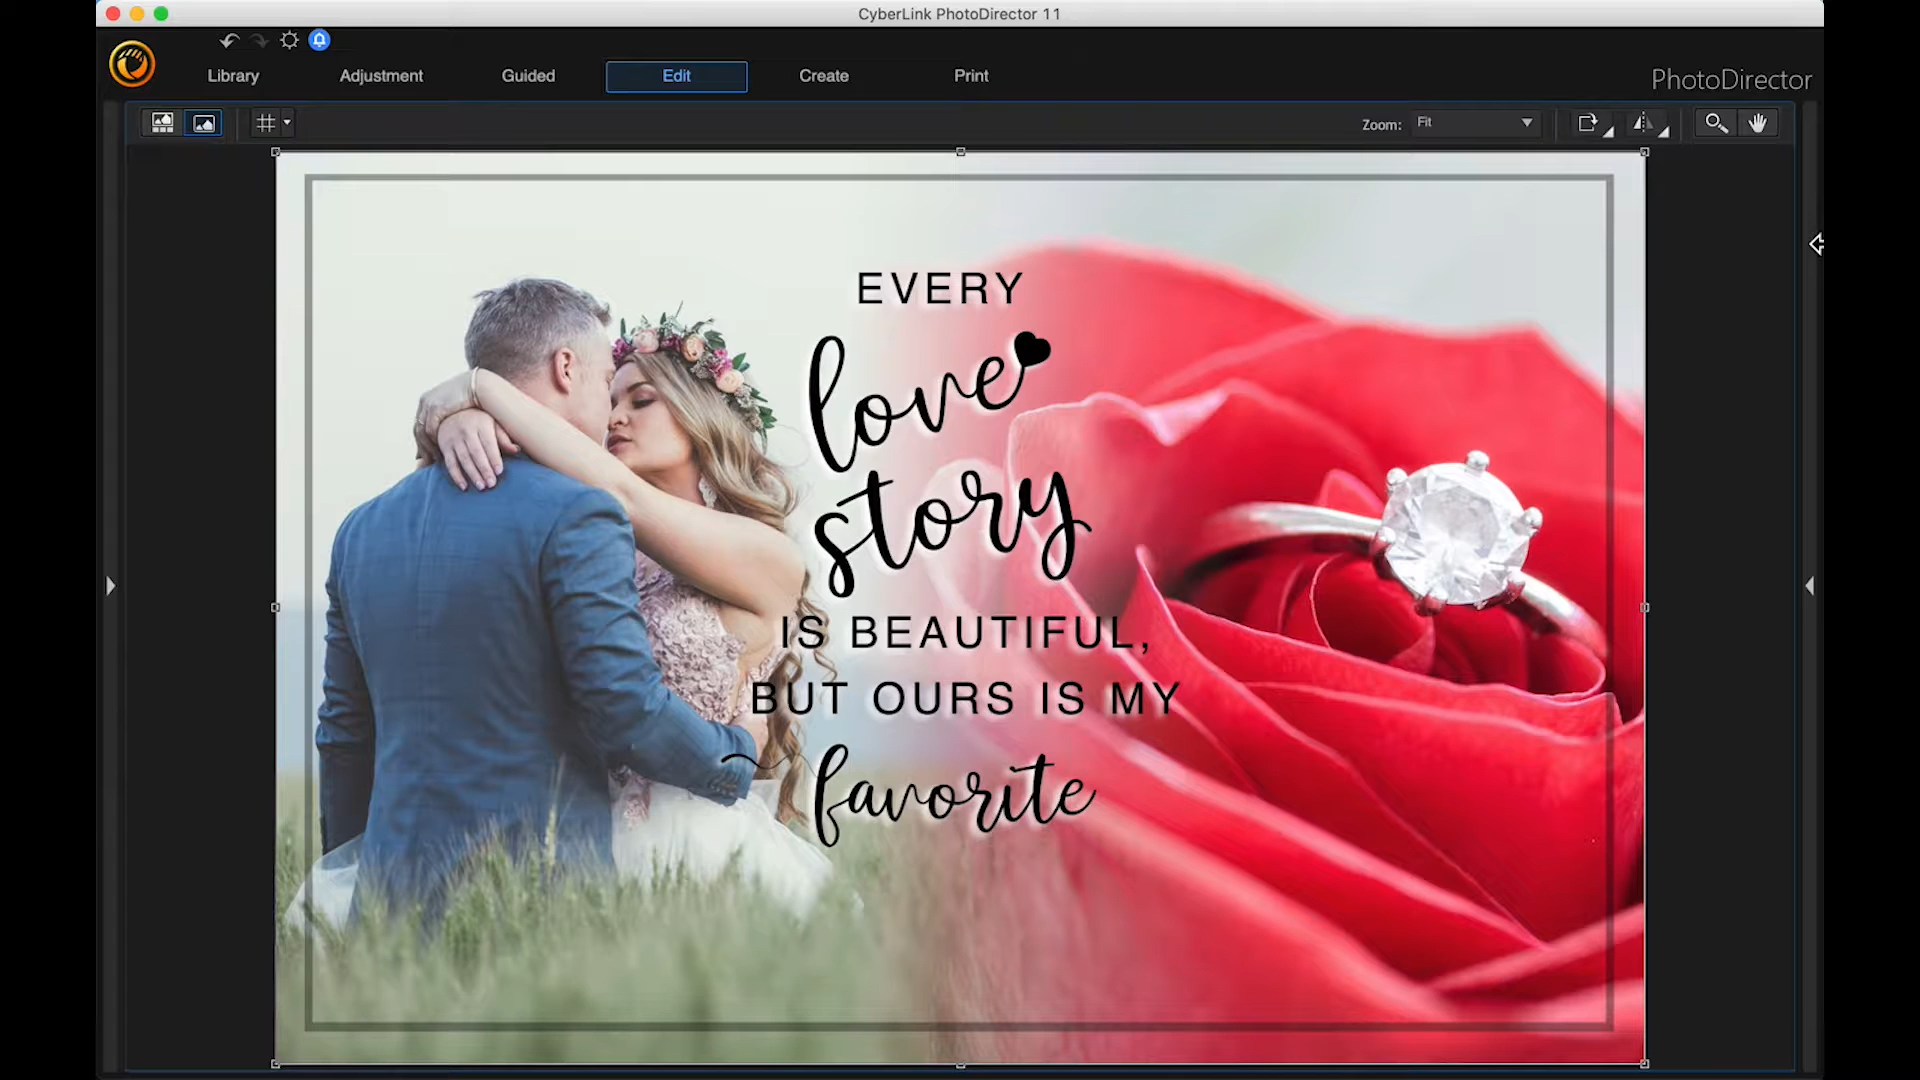 CyberLink PhotoDirector 11
Library Adjustment Guided Edit Create Print
PhotoDirector
Zoom: Fit
EVERY
love
story
IS BEAUTIFUL,
BUT OURS IS MY
favorite